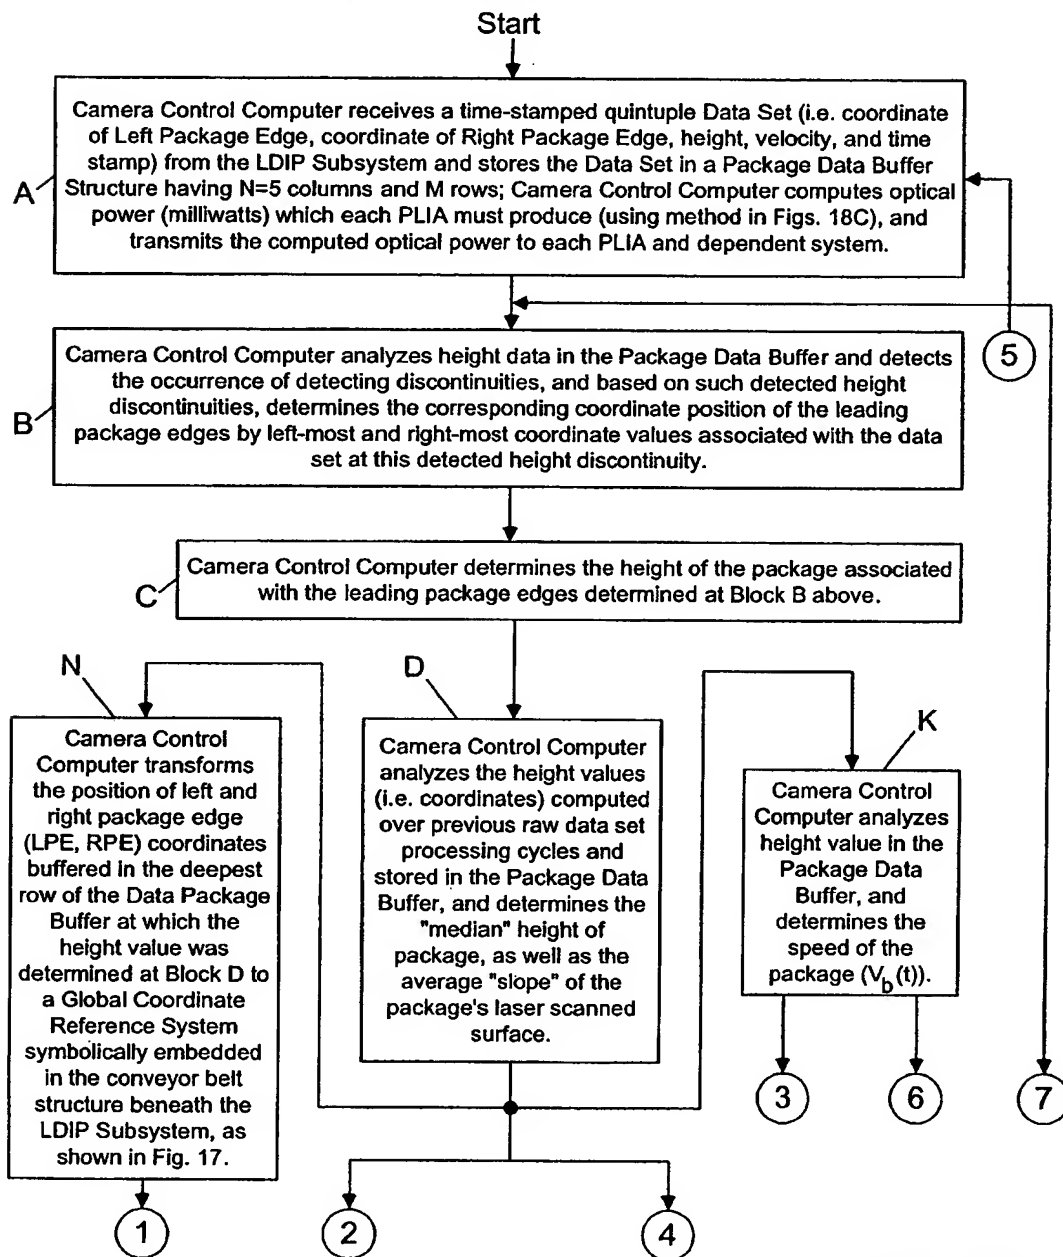 Start
Camera Control Computer receives a time-stamped quintuple Data Set (i.e. coordinate
of Left Package Edge, coordinate of Right Package Edge, height, velocity, and time
stamp) from the LDIP Subsystem and stores the Data Set in a Package Data Buffer
Structure having N=5 columns and M rows; Camera Control Computer computes optical
power (milliwatts) which each PLIA must produce (using method in Figs. 18C), and
transmits the computed optical power to each PLIA and dependent system.
A
5
Camera Control Computer analyzes height data in the Package Data Buffer and detects
the occurrence of detecting discontinuities, and based on such detected height
discontinuities, determines the corresponding coordinate position of the leading
package edges by left-most and right-most coordinate values associated with the data
set at this detected height discontinuity.
B
Camera Control Computer determines the height of the package associated
with the leading package edges determined at Block B above.
C
N
Camera Control
Computer transforms
the position of left and
right package edge
(LPE, RPE) coordinates
buffered in the deepest
row of the Data Package
Buffer at which the
height value was
determined at Block D to
a Global Coordinate
Reference System
symbolically embedded
in the conveyor belt
structure beneath the
LDIP Subsystem, as
shown in Fig. 17.
D
Camera Control Computer
analyzes the height values
(i.e. coordinates) computed
over previous raw data set
processing cycles and
stored in the Package Data
Buffer, and determines the
"median" height of
package, as well as the
average "slope" of the
package's laser scanned
surface.
K
Camera Control
Computer analyzes
height value in the
Package Data
Buffer, and
determines the
speed of the
package (Vb(t)).
3
6
7
1
2
4